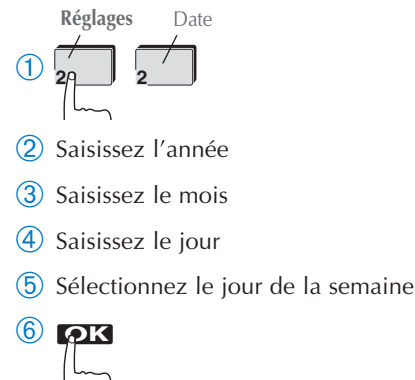 Réglages Date
① 2 2
② Saisissez l'année
③ Saisissez le mois
④ Saisissez le jour
⑤ Sélectionnez le jour de la semaine
⑥ OK